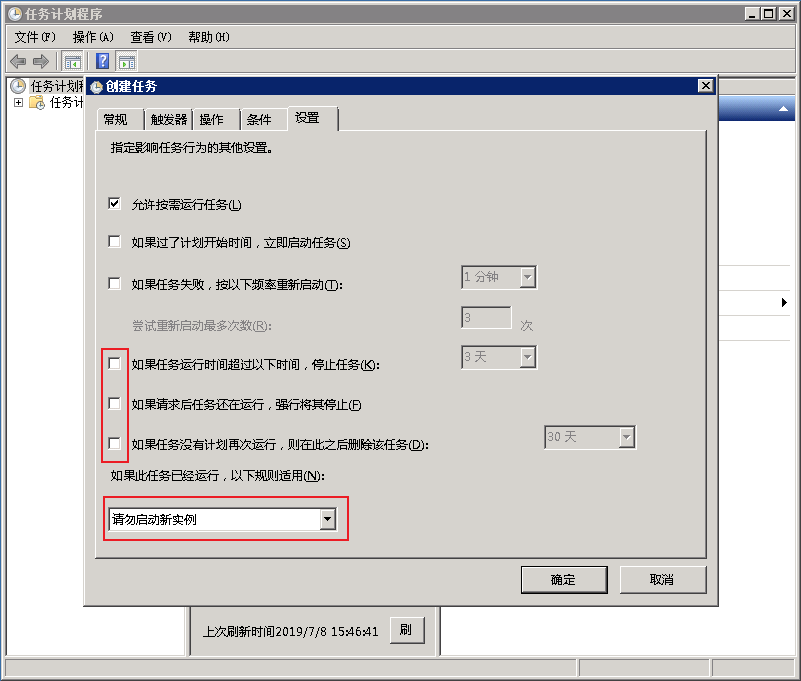 任务计划程序
文件(F) 操作(A) 查看(V) 帮助(H)
任务计划
任务计
创建任务
常规 触发器 操作 条件 设置
指定影响任务行为的其他设置。
允许按需运行任务(L)
如果过了计划开始时间，立即启动任务(S)
如果任务失败，按以下频率重新启动(T): 1 分钟
尝试重新启动最多次数(R): 3 次
如果任务运行时间超过以下时间，停止任务(K): 3 天
如果请求后任务还在运行，强行将其停止(F)
如果任务没有计划再次运行，则在此之后删除该任务(D): 30 天
如果此任务已经运行，以下规则适用(N):
请勿启动新实例
确定 取消
上次刷新时间2019/7/8 15:46:41 刷